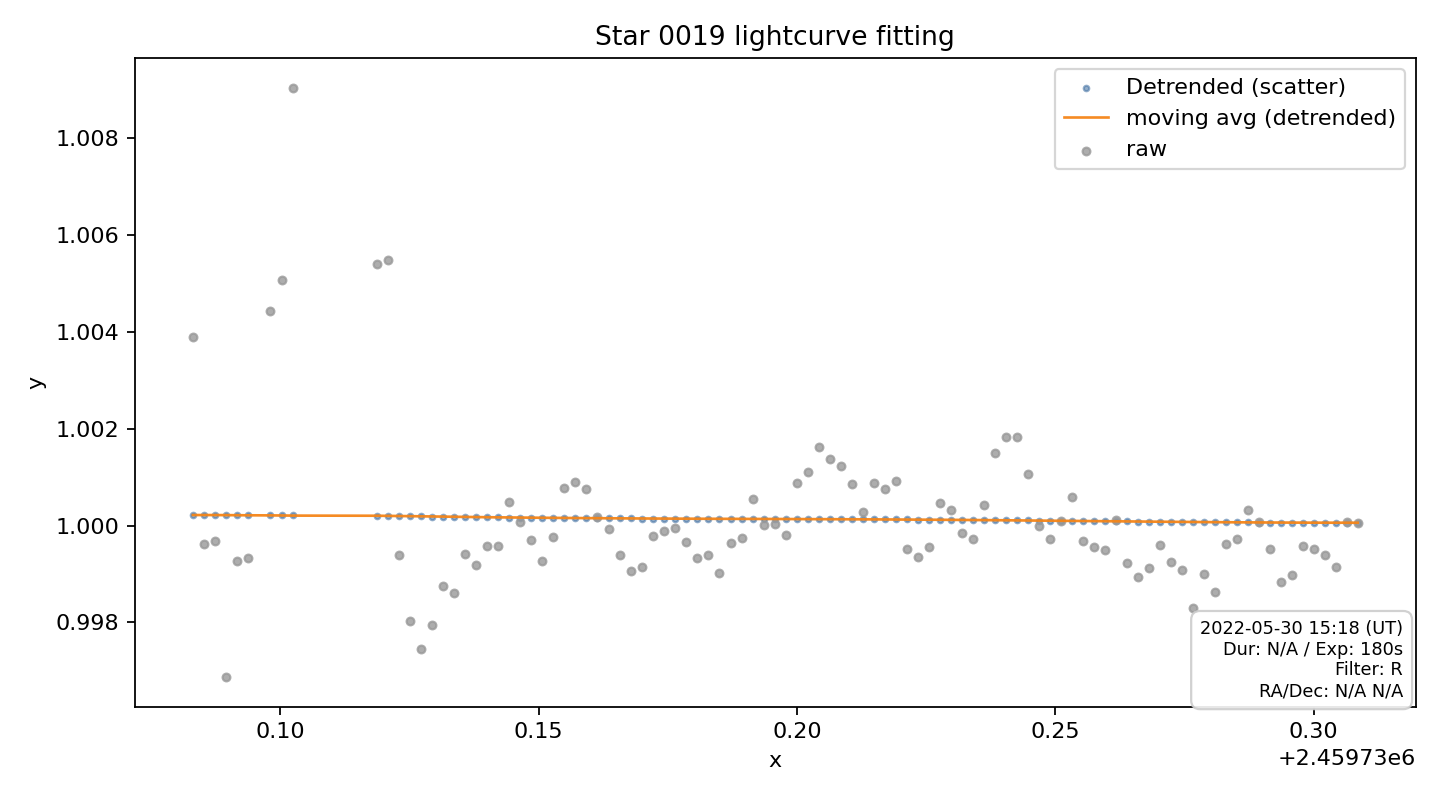 Star 0019 lightcurve fitting
Detrended (scatter)
moving avg (detrended)
raw
y
1.008
1.006
1.004
1.002
1.000
0.998
2022-05-30 15:18 (UT)
Dur: N/A / Exp: 180s
Filter: R
RA/Dec: N/A N/A
0.10 0.15 0.20 0.25 0.30
x
+2.45973e6